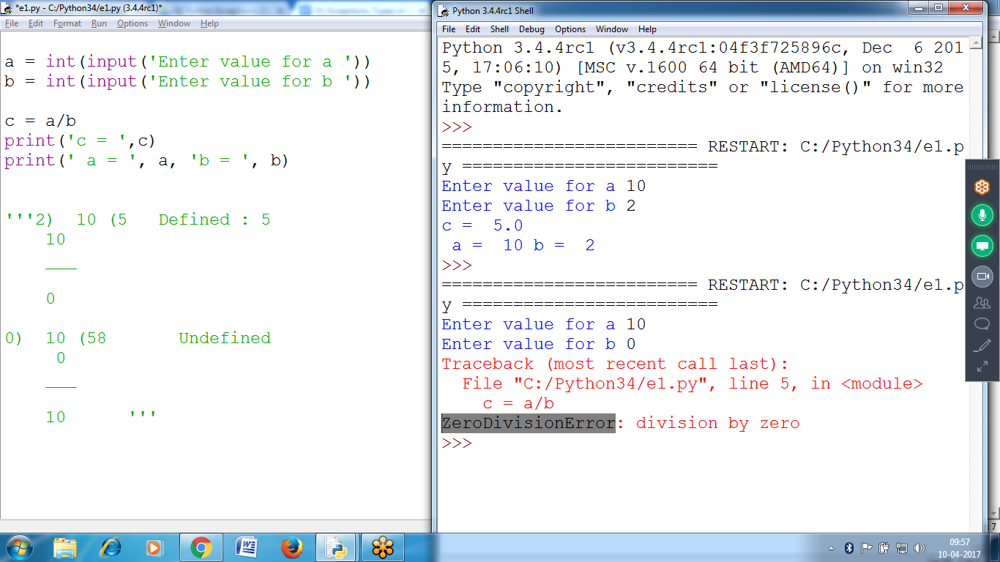 *e1.py - C:/Python34/e1.py (3.4.4rc1)*
File Edit Format Run Options Window Help
a = int(input('Enter value for a '))
b = int(input('Enter value for b '))
c = a/b
print('c = ',c)
print(' a = ', a, 'b = ', b)
'''2)  10 (5   Defined : 5
10
___
0
0)  10 (58       Undefined
0
___
10      '''
Python 3.4.4rc1 Shell
File Edit Shell Debug Options Window Help
Python 3.4.4rc1 (v3.4.4rc1:04f3f725896c, Dec  6 201
5, 17:06:10) [MSC v.1600 64 bit (AMD64)] on win32
Type "copyright", "credits" or "license()" for more
information.
>>>
========================= RESTART: C:/Python34/e1.p
y =========================
Enter value for a 10
Enter value for b 2
c =  5.0
 a =  10 b =  2
>>>
========================= RESTART: C:/Python34/e1.p
y =========================
Enter value for a 10
Enter value for b 0
Traceback (most recent call last):
  File "C:/Python34/e1.py", line 5, in <module>
    c = a/b
ZeroDivisionError: division by zero
>>>
09:57
10-04-2017